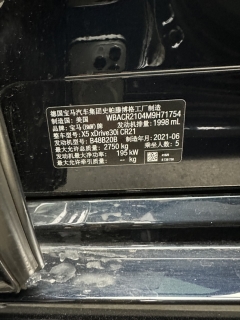 德国宝马汽车集团史帕腾博格工厂制造
制造国：美国 WBACR2104M9H71754
品牌：宝马（BMW）牌 发动机排量：1998 mL
整车型号：X5 xDrive30i CR21
发动机型号：B48B20B 制造年月：2021-06
最大允许总质量：2750 kg 乘坐人数：5
发动机最大净功率：195 kW
-- kg